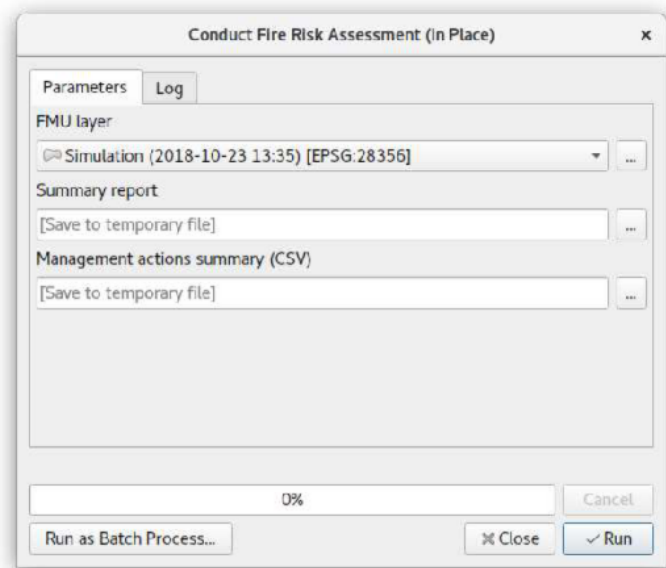 Conduct Fire Risk Assessment (In Place)
Parameters Log
FMU layer
Simulation (2018-10-23 13:35) [EPSG:28356]
...
Summary report
[Save to temporary file]
...
Management actions summary (CSV)
[Save to temporary file]
...
0%
Cancel
Run as Batch Process...
Close
Run